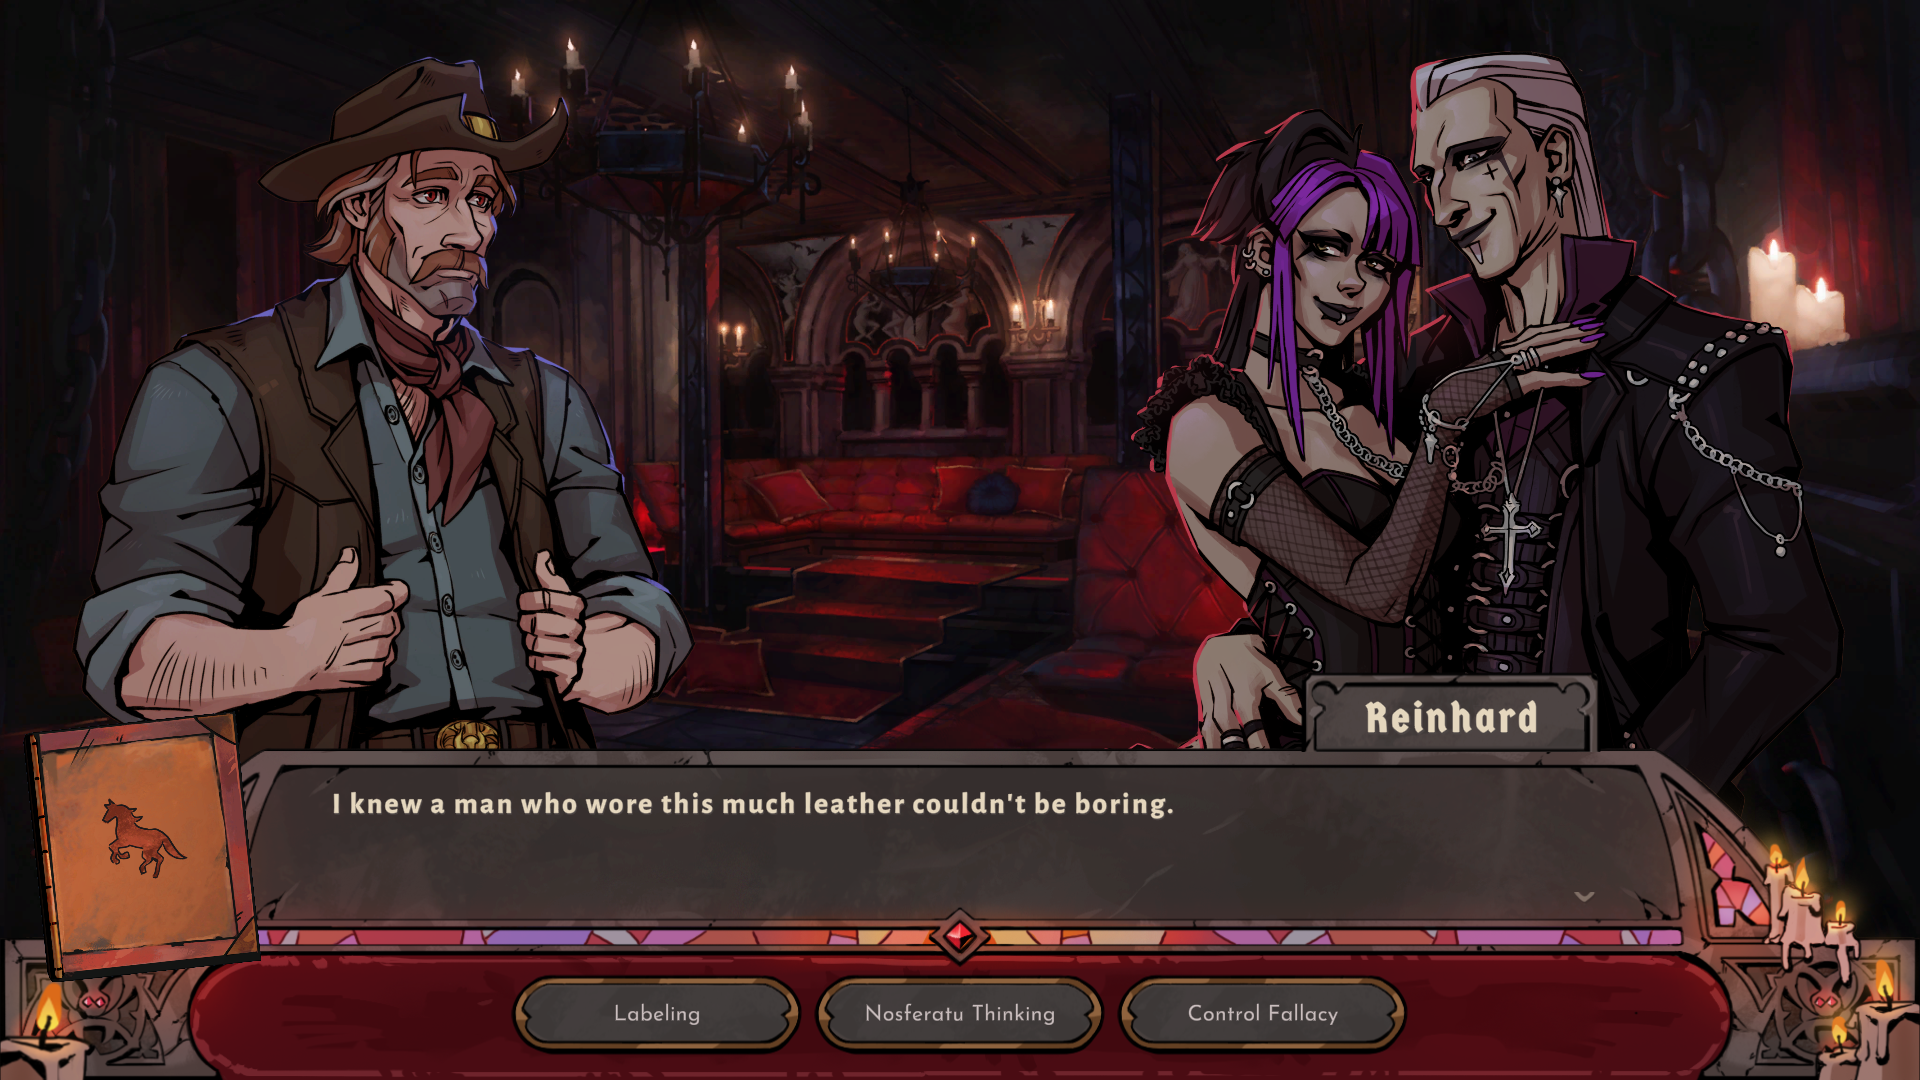 Reinhard
I knew a man who wore this much leather couldn't be boring.
Labeling
Nosferatu Thinking
Control Fallacy